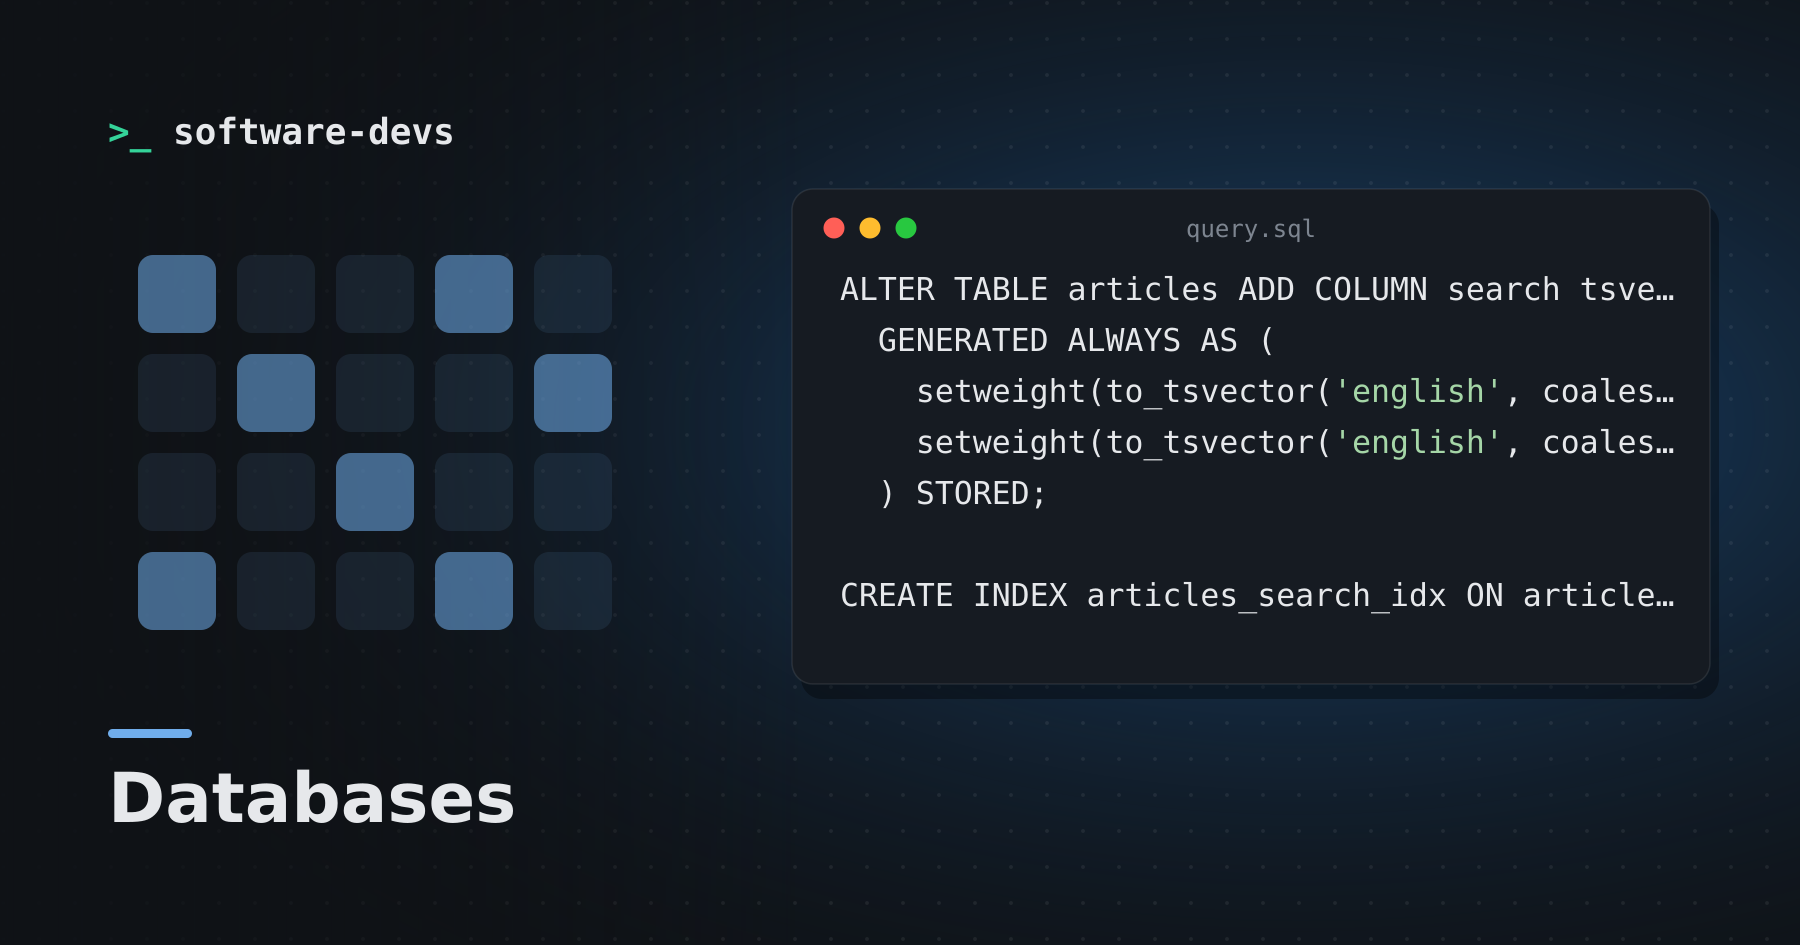 >_ software-devs
query.sql
ALTER TABLE articles ADD COLUMN search tsve…
  GENERATED ALWAYS AS (
    setweight(to_tsvector('english', coales…
    setweight(to_tsvector('english', coales…
  ) STORED;
CREATE INDEX articles_search_idx ON article…
Databases